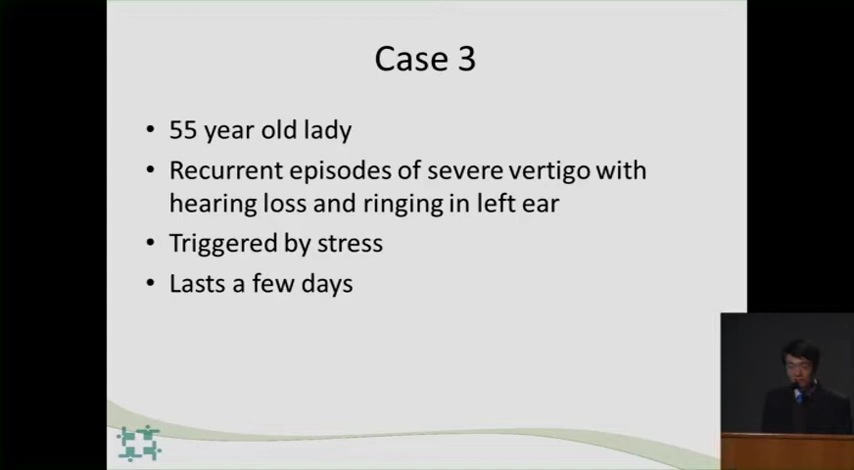 Case 3
• 55 year old lady
• Recurrent episodes of severe vertigo with
hearing loss and ringing in left ear
• Triggered by stress
• Lasts a few days